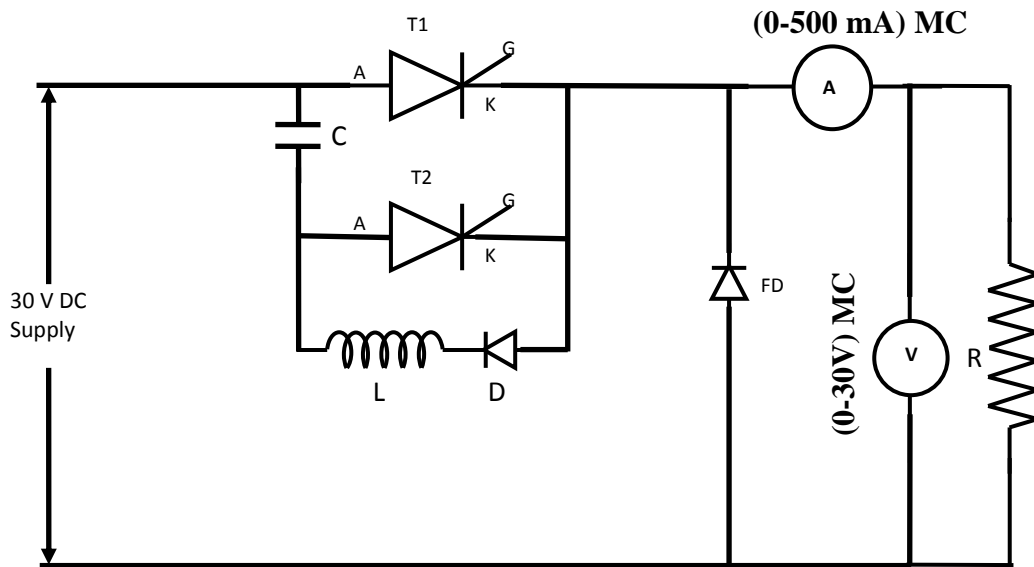 (0-500 mA) MC
T1
G
A
K
A
C
T2
G
A
K
30 V DC
Supply
FD
(0-30V) MC
V
R
L
D